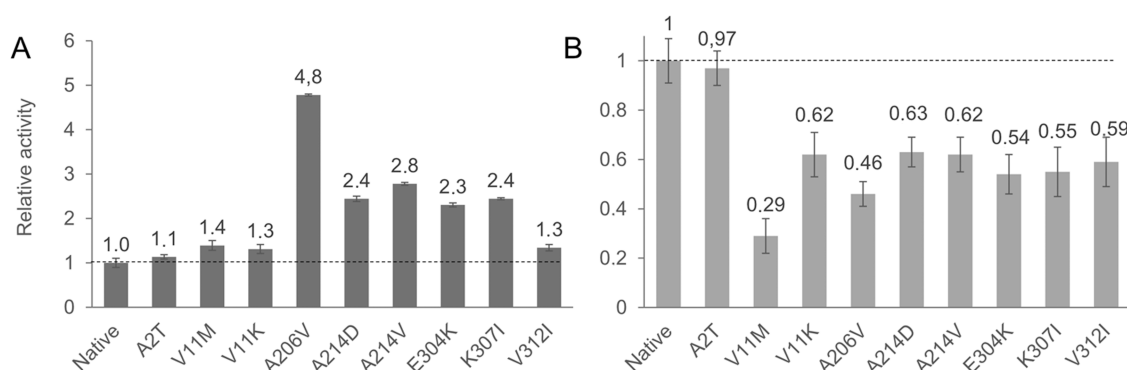 A
Relative activity
6
5
4
3
2
1
0
1.0
1.1
1.4
1.3
4,8
2.4
2.8
2.3
2.4
1.3
Native
A2T
V11M
V11K
A206V
A214D
A214V
E304K
K307I
V312I
B
1
0.8
0.6
0.4
0.2
0
1
0,97
0.29
0.62
0.46
0.63
0.62
0.54
0.55
0.59
Native
A2T
V11M
V11K
A206V
A214D
A214V
E304K
K307I
V312I